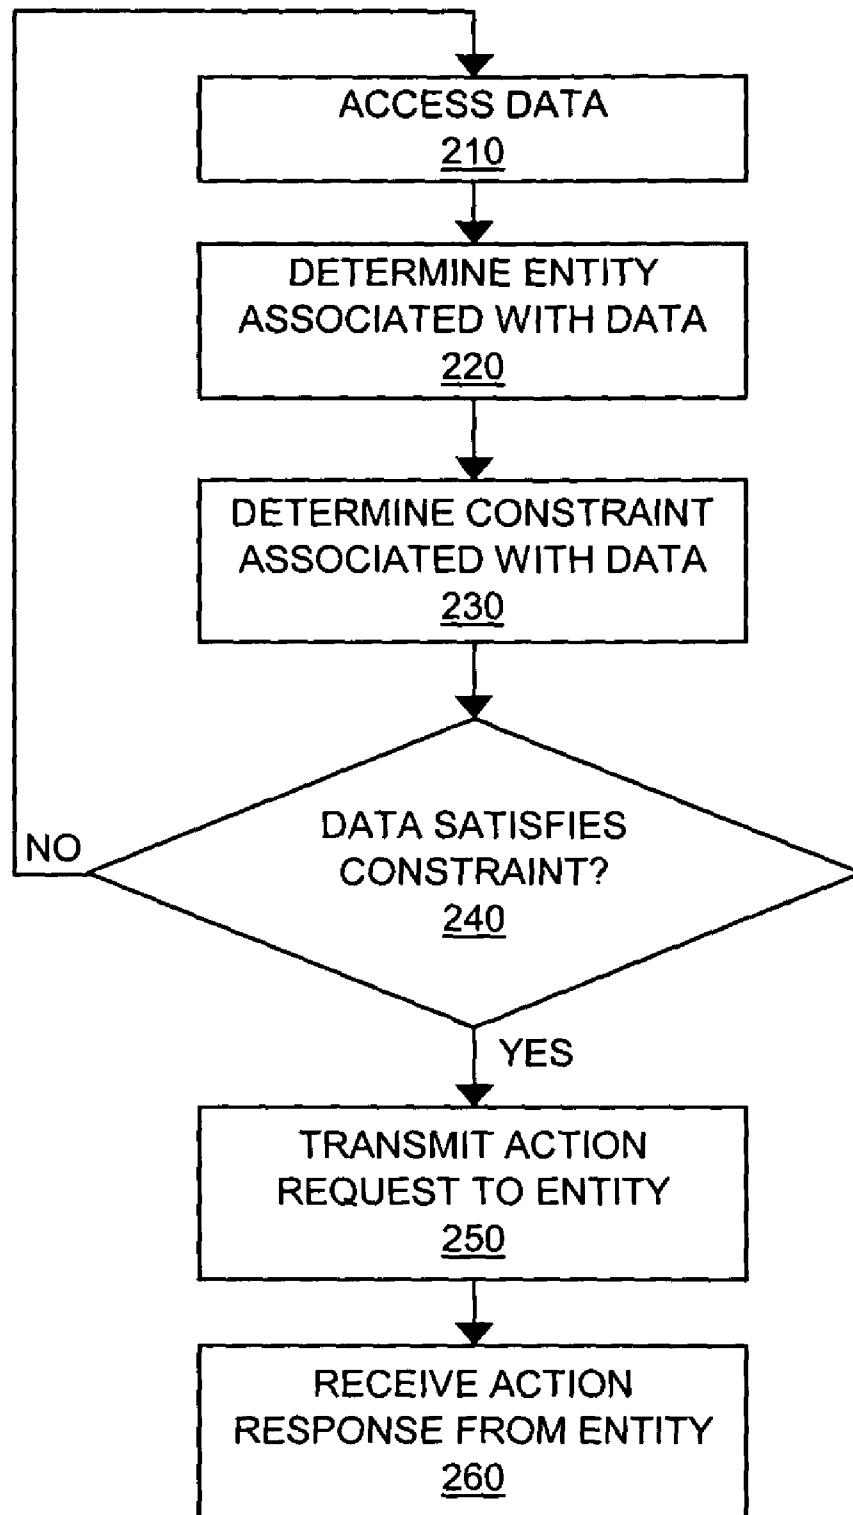 ACCESS DATA
210
DETERMINE ENTITY
ASSOCIATED WITH DATA
220
DETERMINE CONSTRAINT
ASSOCIATED WITH DATA
230
DATA SATISFIES
CONSTRAINT?
240
NO
YES
TRANSMIT ACTION
REQUEST TO ENTITY
250
RECEIVE ACTION
RESPONSE FROM ENTITY
260